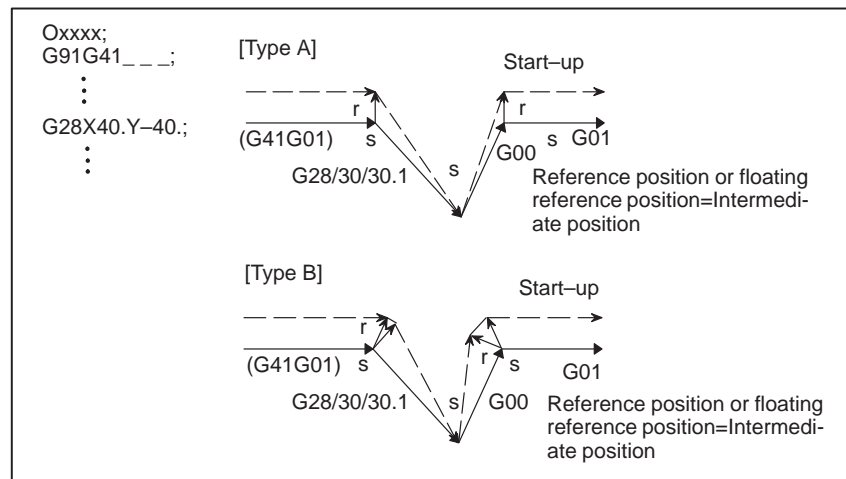 Oxxxx;
G91G41_ _ _;
G28X40.Y–40.;
[Type A]
Start–up
r
r
(G41G01)
s
s
G00
s
G01
G28/30/30.1
Reference position or floating
reference position=Intermedi-
ate position
[Type B]
Start–up
r
r
(G41G01)
s
s
G01
G28/30/30.1
s
G00
Reference position or floating
reference position=Intermedi-
ate position